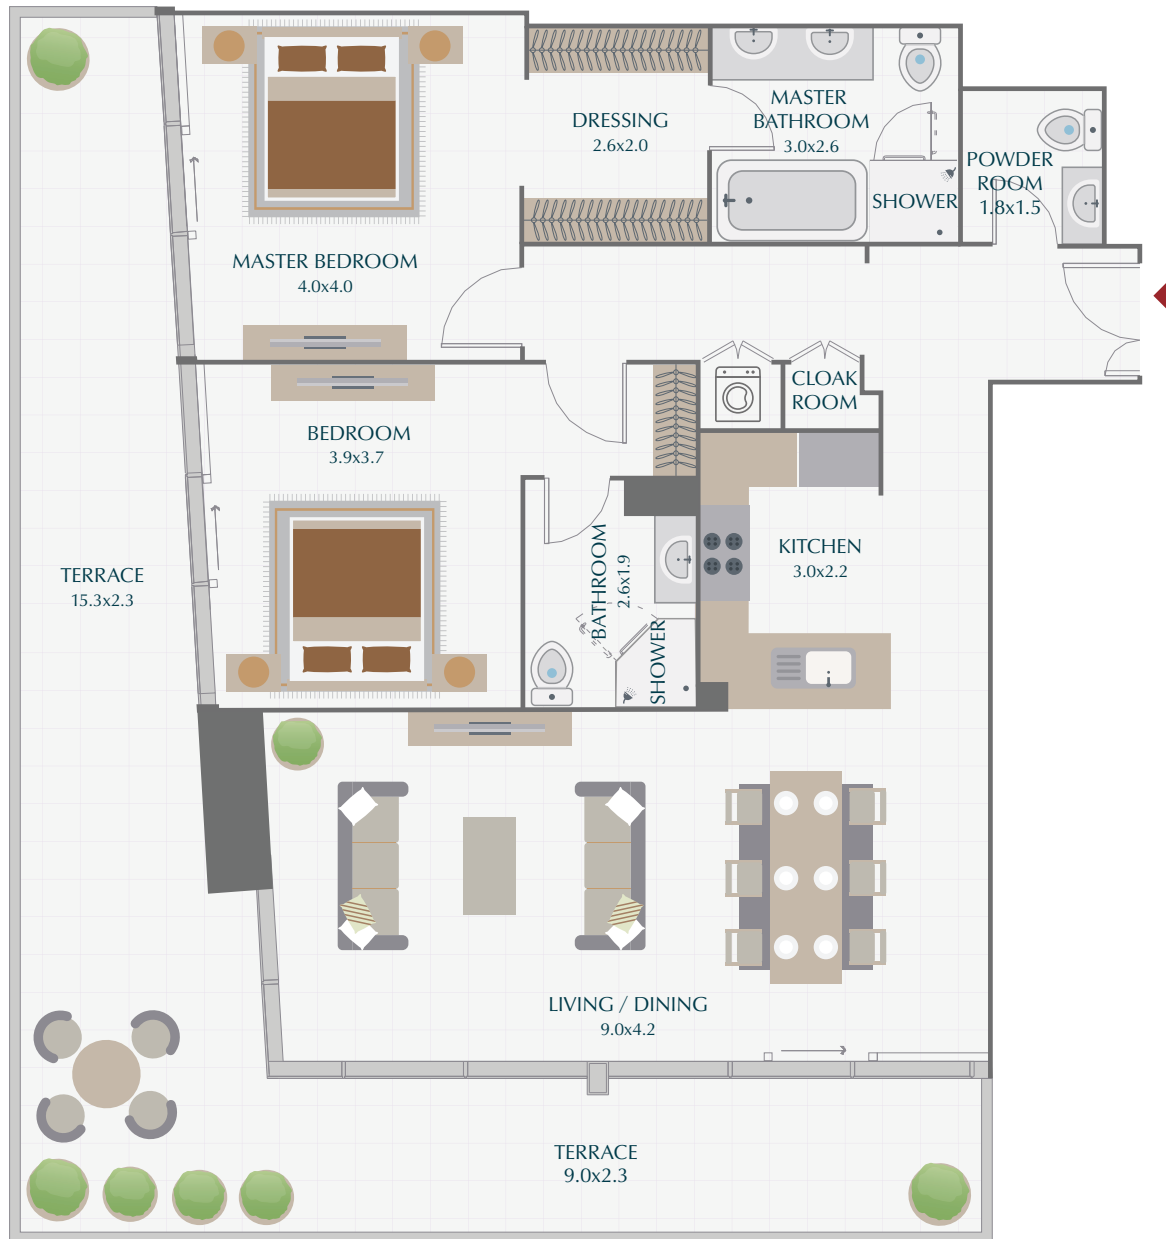 DRESSING
2.6x2.0
MASTER
BATHROOM
3.0x2.6
POWDER
ROOM
1.8x1.5
SHOWER
MASTER BEDROOM
4.0x4.0
CLOAK
ROOM
BEDROOM
3.9x3.7
KITCHEN
3.0x2.2
BATHROOM
2.6x1.9
SHOWER
TERRACE
15.3x2.3
LIVING / DINING
9.0x4.2
TERRACE
9.0x2.3